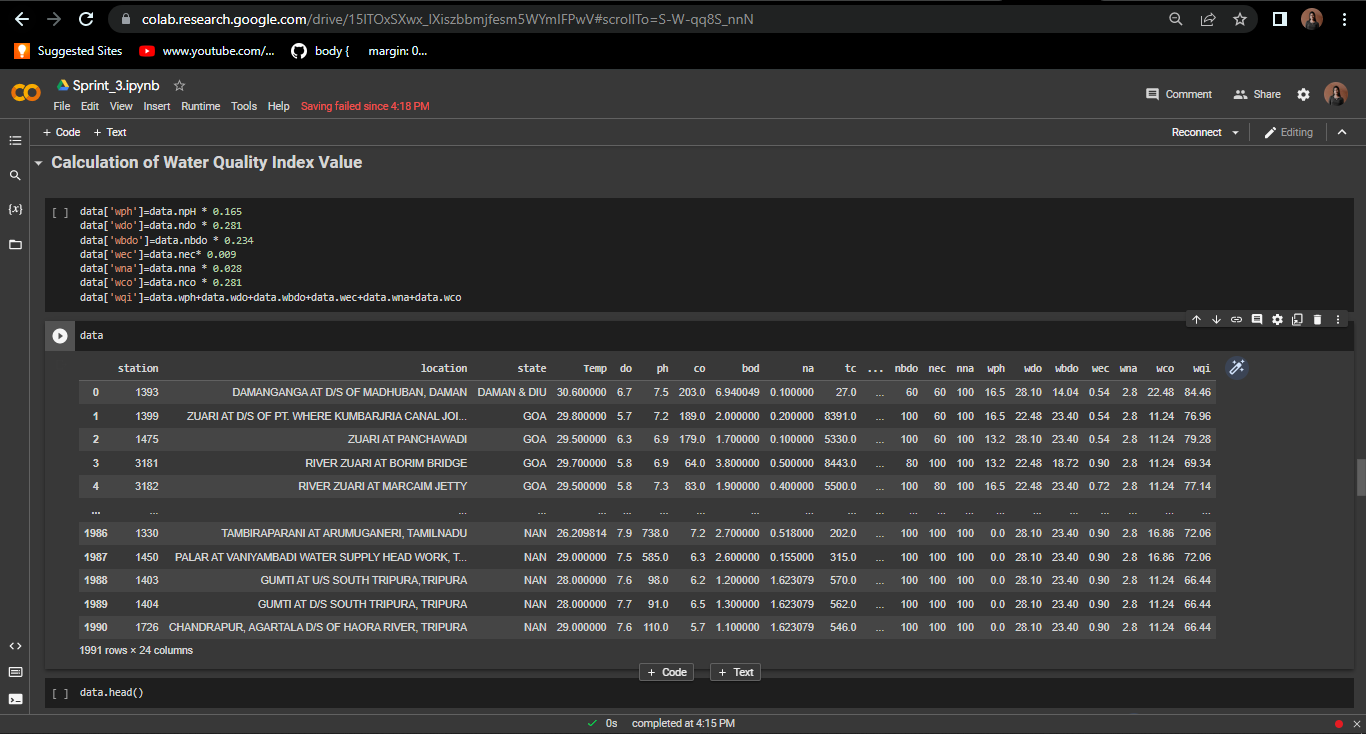 colab.research.google.com/drive/15lTOxSXwx_lXiszbbmjfesm5WYmIFPwV#scrollTo=S-W-qq8S_nnN
Suggested Sites www.youtube.com/... body { margin: 0...
Sprint_3.ipynb
File Edit View Insert Runtime Tools Help Saving failed since 4:18 PM
Comment Share
+ Code + Text
Reconnect Editing
Calculation of Water Quality Index Value
[ ] data['wph']=data.npH * 0.165
data['wdo']=data.ndo * 0.281
data['wbdo']=data.nbdo * 0.234
data['wec']=data.nec* 0.009
data['wna']=data.nna * 0.028
data['wco']=data.nco * 0.281
data['wqi']=data.wph+data.wdo+data.wbdo+data.wec+data.wna+data.wco
data
station location state Temp do ph co bod na tc ... nbdo nec nna wph wdo wbdo wec wna wco wqi
0 1393 DAMANGANGA AT D/S OF MADHUBAN, DAMAN DAMAN & DIU 30.600000 6.7 7.5 203.0 6.940049 0.100000 27.0 ... 60 60 100 16.5 28.10 14.04 0.54 2.8 22.48 84.46
1 1399 ZUARI AT D/S OF PT. WHERE KUMBARJRIA CANAL JOI... GOA 29.800000 5.7 7.2 189.0 2.000000 0.200000 8391.0 ... 100 60 100 16.5 22.48 23.40 0.54 2.8 11.24 76.96
2 1475 ZUARI AT PANCHAWADI GOA 29.500000 6.3 6.9 179.0 1.700000 0.100000 5330.0 ... 100 60 100 13.2 28.10 23.40 0.54 2.8 11.24 79.28
3 3181 RIVER ZUARI AT BORIM BRIDGE GOA 29.700000 5.8 6.9 64.0 3.800000 0.500000 8443.0 ... 80 100 100 13.2 22.48 18.72 0.90 2.8 11.24 69.34
4 3182 RIVER ZUARI AT MARCAIM JETTY GOA 29.500000 5.8 7.3 83.0 1.900000 0.400000 5500.0 ... 100 80 100 16.5 22.48 23.40 0.72 2.8 11.24 77.14
... ... ... ... ... ... ... ... ... ... ... ... ... ... ... ... ... ... ... ... ... ...
1986 1330 TAMBIRAPARANI AT ARUMUGANERI, TAMILNADU NAN 26.209814 7.9 738.0 7.2 2.700000 0.518000 202.0 ... 100 100 100 0.0 28.10 23.40 0.90 2.8 16.86 72.06
1987 1450 PALAR AT VANIYAMBADI WATER SUPPLY HEAD WORK, T... NAN 29.000000 7.5 585.0 6.3 2.600000 0.155000 315.0 ... 100 100 100 0.0 28.10 23.40 0.90 2.8 16.86 72.06
1988 1403 GUMTI AT U/S SOUTH TRIPURA,TRIPURA NAN 28.000000 7.6 98.0 6.2 1.200000 1.623079 570.0 ... 100 100 100 0.0 28.10 23.40 0.90 2.8 11.24 66.44
1989 1404 GUMTI AT D/S SOUTH TRIPURA, TRIPURA NAN 28.000000 7.7 91.0 6.5 1.300000 1.623079 562.0 ... 100 100 100 0.0 28.10 23.40 0.90 2.8 11.24 66.44
1990 1726 CHANDRAPUR, AGARTALA D/S OF HAORA RIVER, TRIPURA NAN 29.000000 7.6 110.0 5.7 1.100000 1.623079 546.0 ... 100 100 100 0.0 28.10 23.40 0.90 2.8 11.24 66.44
1991 rows × 24 columns
+ Code + Text
[ ] data.head()
0s completed at 4:15 PM